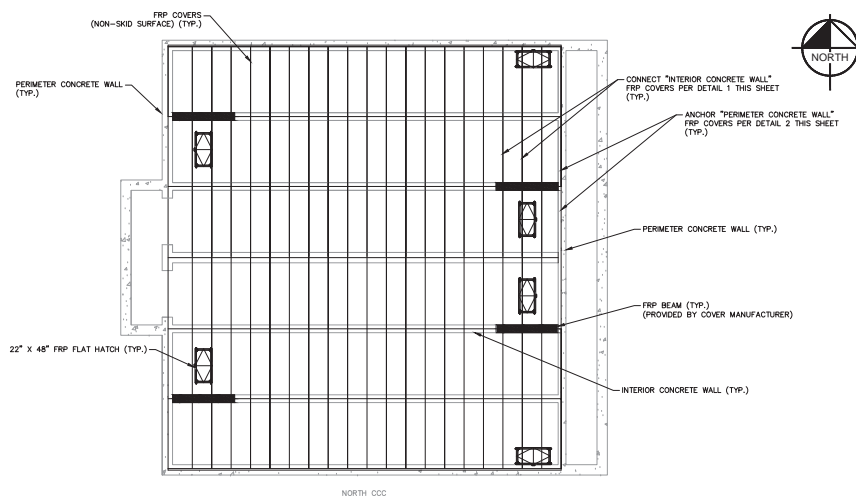 FRP COVERS
(NON-SKID SURFACE) (TYP.)
NORTH
PERIMETER CONCRETE WALL
(TYP.)
CONNECT "INTERIOR CONCRETE WALL"
FRP COVERS PER DETAIL 1 THIS SHEET
(TYP.)
ANCHOR "PERIMETER CONCRETE WALL"
FRP COVERS PER DETAIL 2 THIS SHEET
(TYP.)
PERIMETER CONCRETE WALL (TYP.)
FRP BEAM (TYP.)
(PROVIDED BY COVER MANUFACTURER)
22" X 48" FRP FLAT HATCH (TYP.)
INTERIOR CONCRETE WALL (TYP.)
NORTH CCC